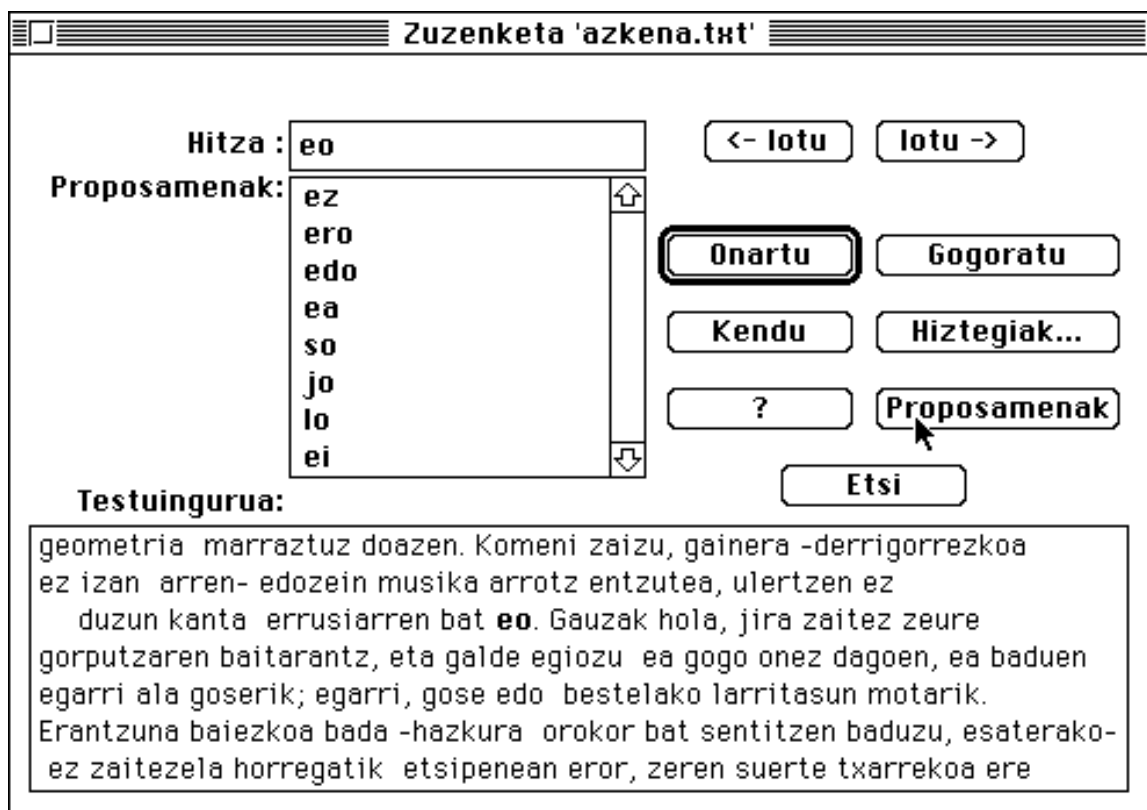 Zuzenketa 'azkena.txt'
Hitza : eo
<- lotu lotu ->
Proposamenak:
ez
ero
edo
ea
so
jo
lo
ei
Onartu Gogoratu
Kendu Hiztegiak...
? Proposamenak
Etsi
Testuingurua:
geometria marraztuz doazen. Komeni zaizu, gainera -derrigorrezkoa
ez izan arren- edozein musika arrotz entzutea, ulertzen ez
duzun kanta errusiarren bat eo. Gauzak hola, jira zaitez zeure
gorputzaren baitarantz, eta galde egiozu ea gogo onez dagoen, ea baduen
egarri ala goserik; egarri, gose edo bestelako larritasun motarik.
Erantzuna baiezkoa bada -hazkura orokor bat sentitzen baduzu, esaterako-
ez zaitezela horregatik etsipenean eror, zeren suerte txarrekoa ere